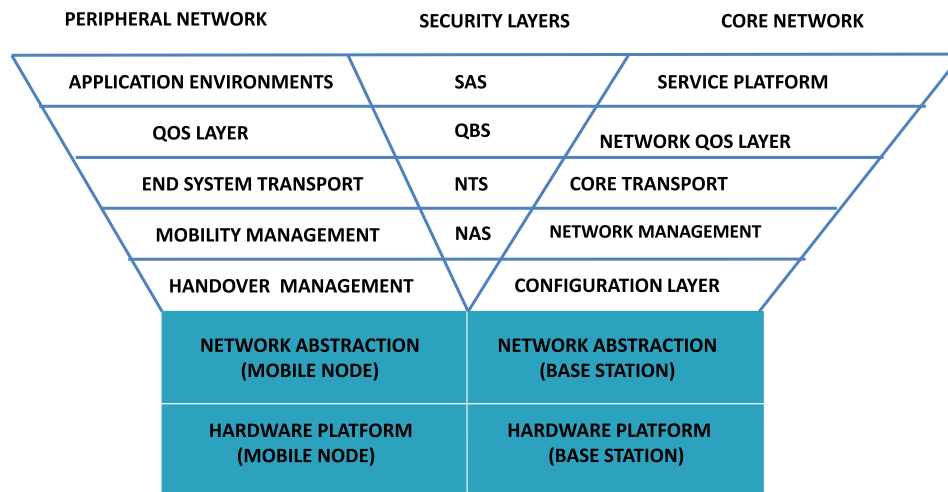 PERIPHERAL NETWORK SECURITY LAYERS CORE NETWORK
APPLICATION ENVIRONMENTS SAS SERVICE PLATFORM
QOS LAYER QBS NETWORK QOS LAYER
END SYSTEM TRANSPORT NTS CORE TRANSPORT
MOBILITY MANAGEMENT NAS NETWORK MANAGEMENT
HANDOVER MANAGEMENT CONFIGURATION LAYER
NETWORK ABSTRACTION
(MOBILE NODE)
NETWORK ABSTRACTION
(BASE STATION)
HARDWARE PLATFORM
(MOBILE NODE)
HARDWARE PLATFORM
(BASE STATION)